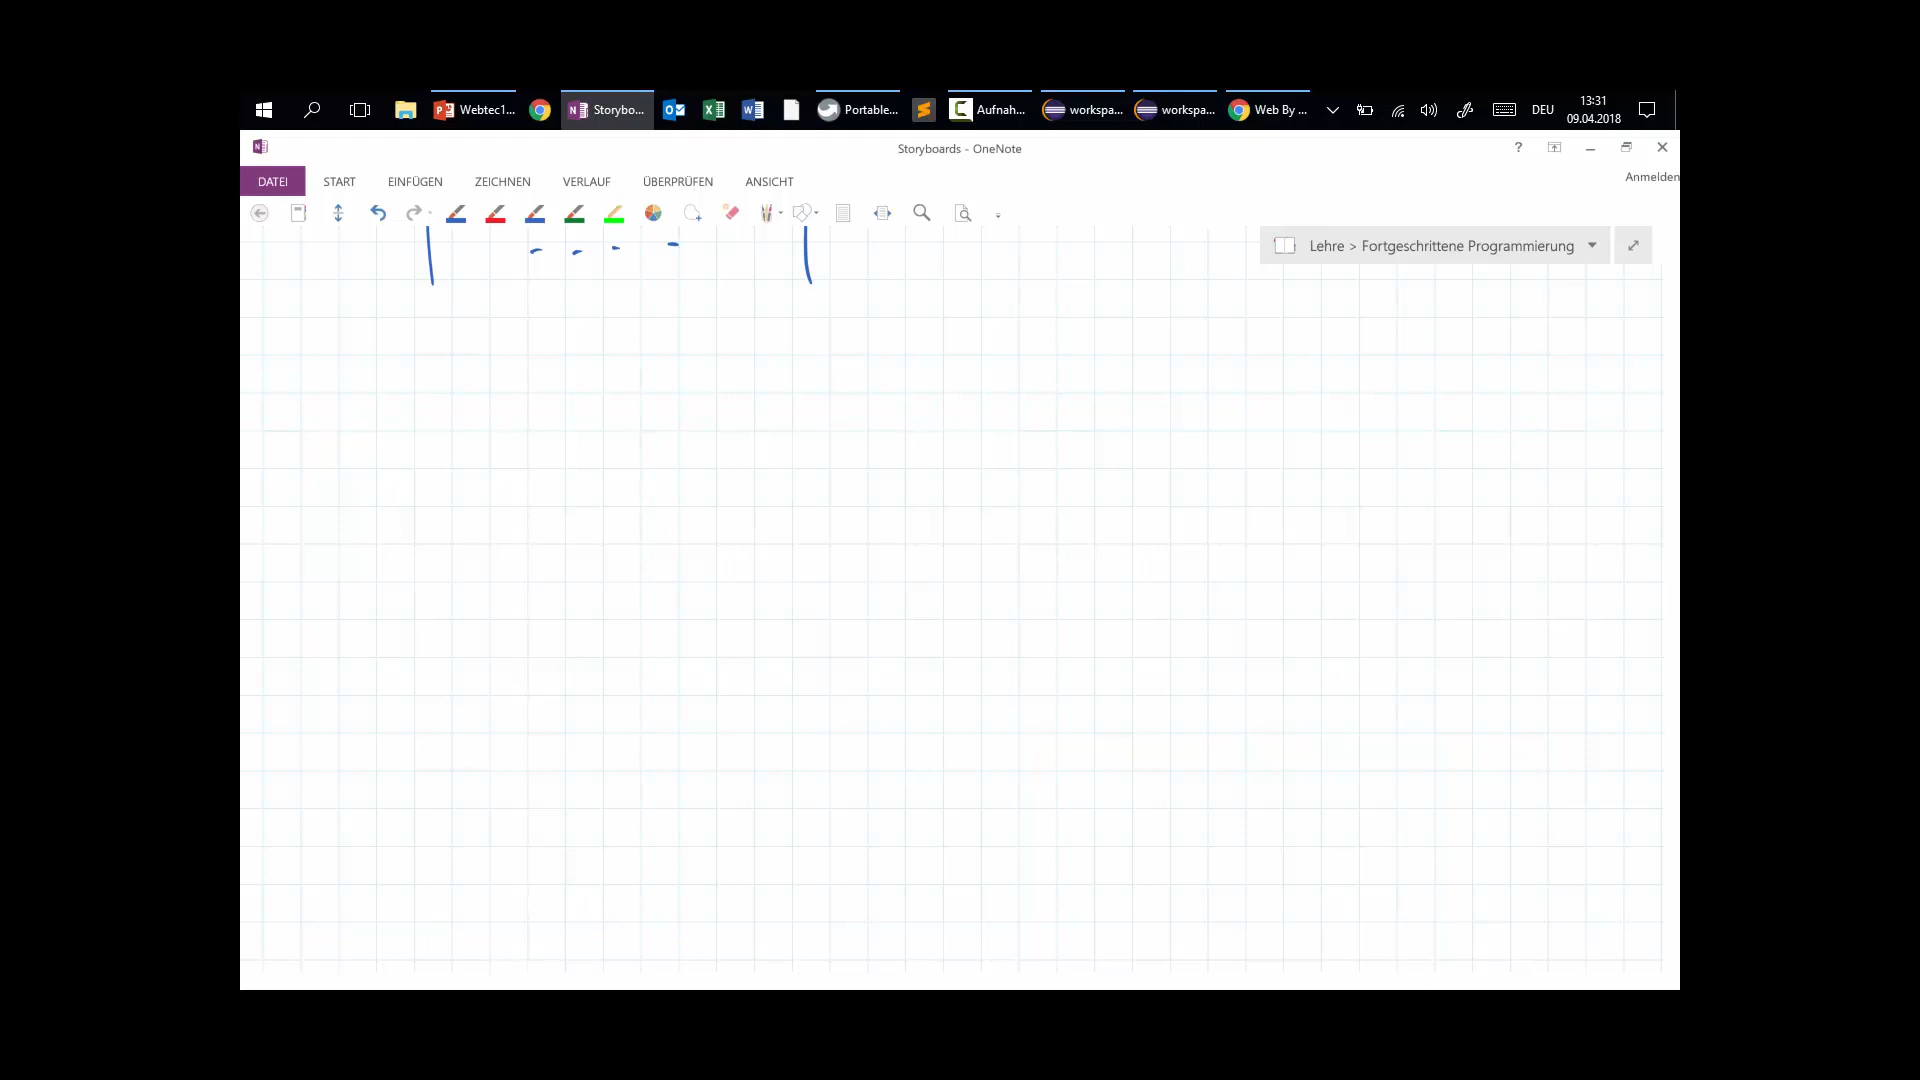 Webtec1... Storybo... Portable... Aufnah... workspa... workspa... Web By ... DEU 13:31
09.04.2018
Storyboards - OneNote
DATEI START EINFÜGEN ZEICHNEN VERLAUF ÜBERPRÜFEN ANSICHT Anmelden
Lehre > Fortgeschrittene Programmierung